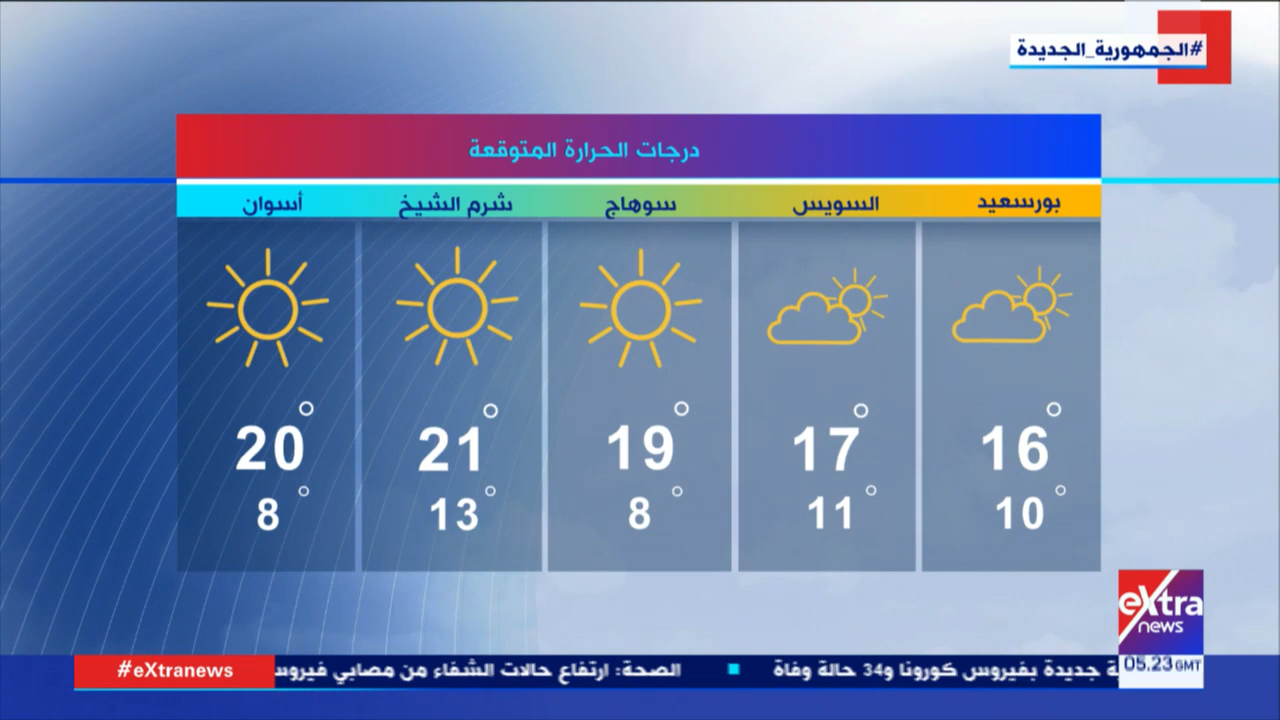 #الجمهورية_الجديدة
درجات الحرارة المتوقعة
بورسعيد السويس سوهاج شرم الشيخ أسوان
16° 17° 19° 21° 20°
10° 11° 8° 13° 8°
eXtra
news
05.23 GMT
جديدة بفيروس كورونا و34 حالة وفاة ■ الصحة: ارتفاع حالات الشفاء من مصابي
#eXtranews